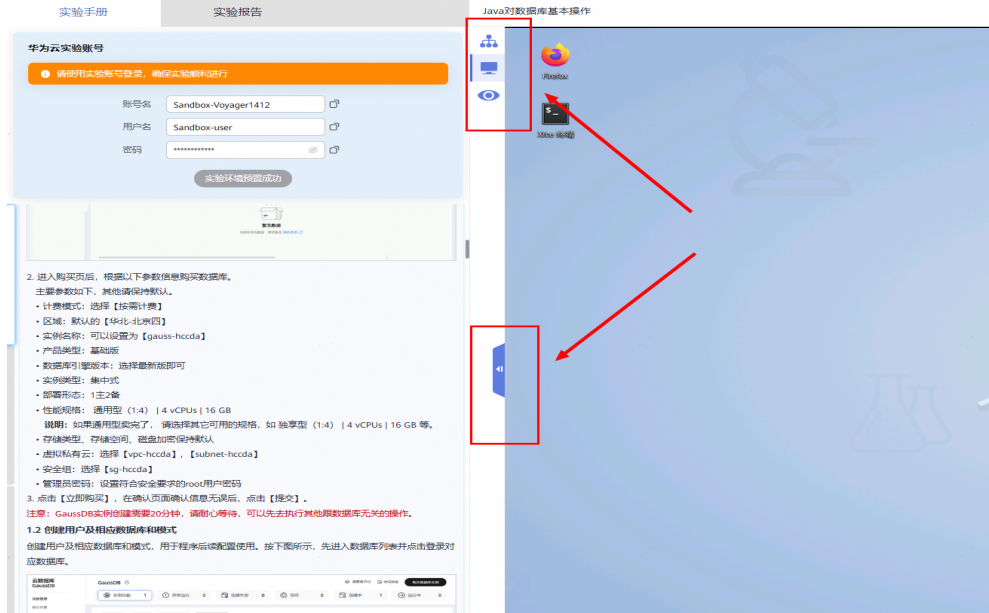 实验手册
实验报告
Java对数据库基本操作
华为云实验账号
请使用实验账号登录，确保实验顺利进行
账号名
Sandbox-Voyager1412
用户名
Sandbox-user
密码
************
实验环境预置成功
暂无数据
2. 进入购买页后，根据以下参数信息购买数据库。
主要参数如下，其他请保持默认。
• 计费模式：选择【按需计费】
• 区域：默认的【华北-北京四】
• 实例名称：可以设置为【gauss-hccda】
• 产品类型：基础版
• 数据库引擎版本：选择最新版即可
• 实例类型：集中式
• 部署形态：1主2备
• 性能规格： 通用型（1:4）| 4 vCPUs | 16 GB
说明：如果通用型卖完了， 请选择其它可用的规格，如 独享型（1:4）| 4 vCPUs | 16 GB 等。
• 存储类型、存储空间、磁盘加密保持默认
• 虚拟私有云：选择【vpc-hccda】,【subnet-hccda】
• 安全组：选择【sg-hccda】
• 管理员密码：设置符合安全要求的root用户密码
3. 点击【立即购买】，在确认页面确认信息无误后，点击【提交】。
注意：GaussDB实例创建需要20分钟，请耐心等待，可以先去执行其他跟数据库无关的操作。
1.2 创建用户及相应数据库和模式
创建用户及相应数据库和模式，用于程序后续配置使用。按下图所示，先进入数据库列表并点击登录对
应数据库。
云数据库
GaussDB
GaussDB
Firefox
Xfce 终端